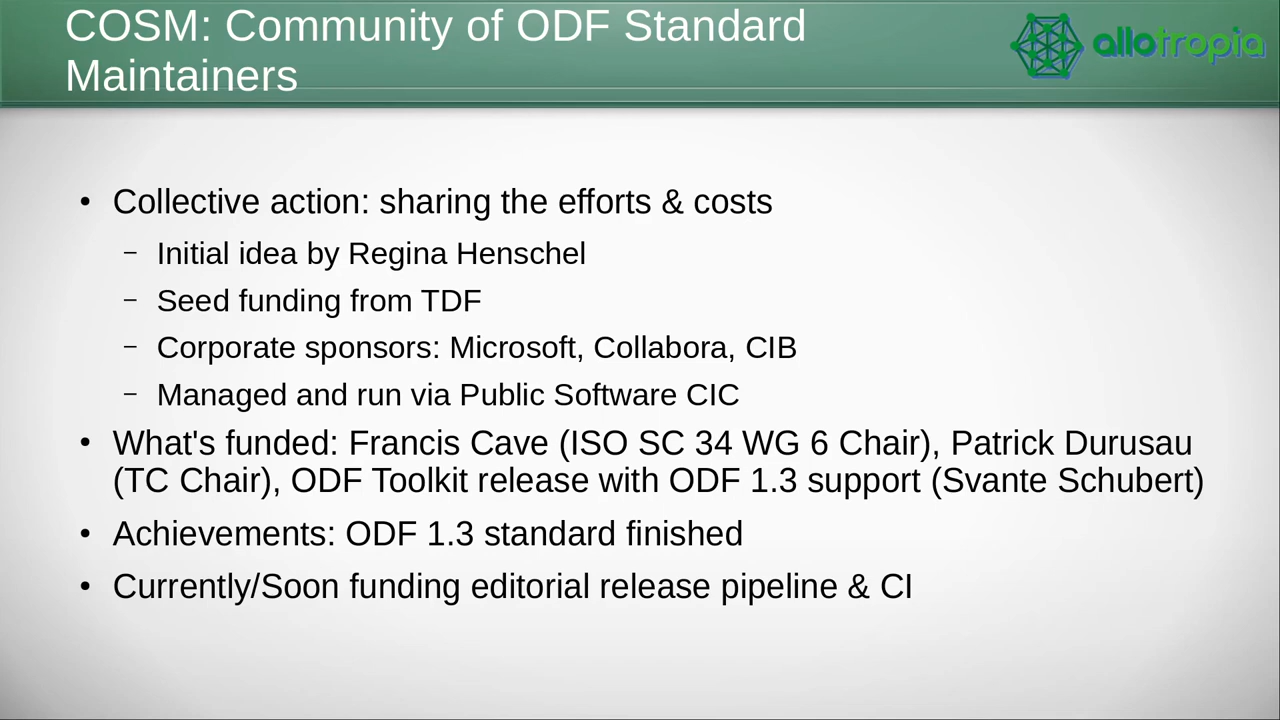 COSM: Community of ODF Standard
Maintainers
allotropia
• Collective action: sharing the efforts & costs
– Initial idea by Regina Henschel
– Seed funding from TDF
– Corporate sponsors: Microsoft, Collabora, CIB
– Managed and run via Public Software CIC
• What's funded: Francis Cave (ISO SC 34 WG 6 Chair), Patrick Durusau
(TC Chair), ODF Toolkit release with ODF 1.3 support (Svante Schubert)
• Achievements: ODF 1.3 standard finished
• Currently/Soon funding editorial release pipeline & CI